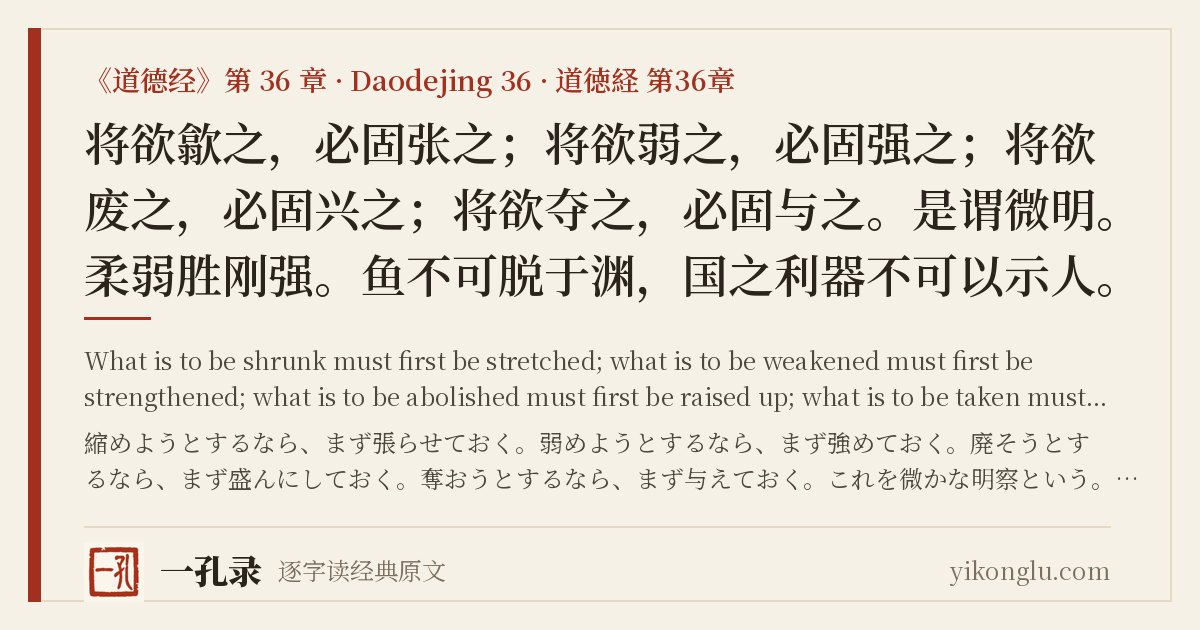 《道德经》第 36 章 · Daodejing 36 · 道徳経 第36章
将欲歙之，必固张之；将欲弱之，必固强之；将欲
废之，必固兴之；将欲夺之，必固与之。是谓微明。
柔弱胜刚强。鱼不可脱于渊，国之利器不可以示人。
What is to be shrunk must first be stretched; what is to be weakened must first be
strengthened; what is to be abolished must first be raised up; what is to be taken must…
縮めようとするなら、まず張らせておく。弱めようとするなら、まず強めておく。廃そうとす
るなら、まず盛んにしておく。奪おうとするなら、まず与えておく。これを微かな明察という。…
一孔
一孔录 逐字读经典原文
yikonglu.com